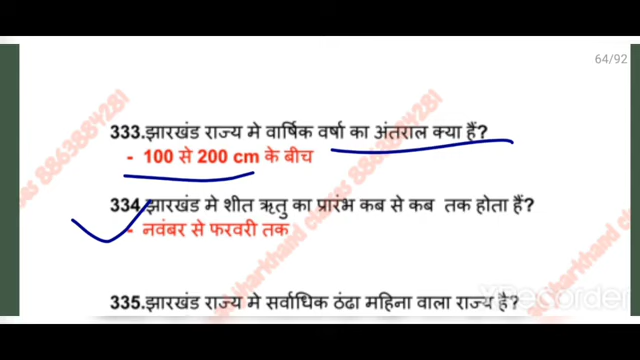 64/92
333.झारखंड राज्य मे वार्षिक वर्षा का अंतराल क्या हैं?
- 100 से 200 cm के बीच
334.झारखंड मे शीत ऋतु का प्रारंभ कब से कब तक होता हैं?
- नवंबर से फरवरी तक
XRecorder
335.झारखंड राज्य मे सर्वाधिक ठंढा महिना वाला राज्य है?